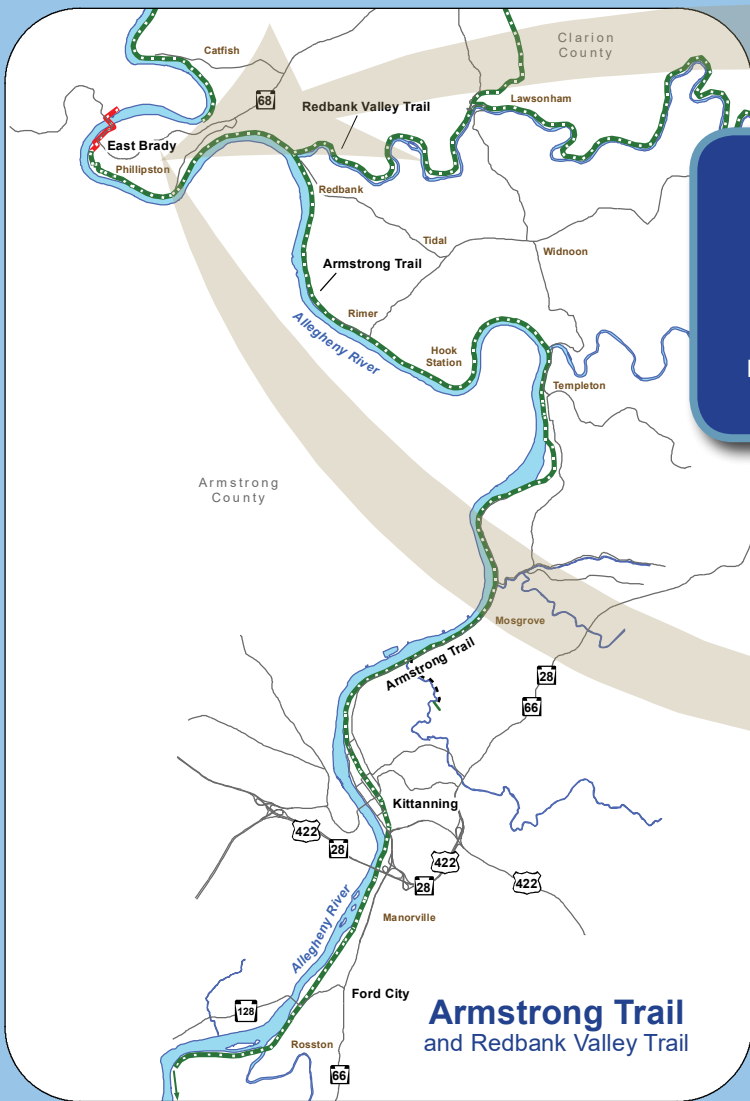 Clarion
County
Catfish
68
Lawsonham
Redbank Valley Trail
East Brady
Phillipston
Redbank
Tidal
Widnoon
Armstrong Trail
Rimer
Allegheny River
Hook
Station
Templeton
Armstrong
County
Mosgrove
Armstrong Trail
28
66
Kittanning
422
28
422
28
422
Manorville
Allegheny River
Ford City
128
Armstrong Trail
and Redbank Valley Trail
Rosston
66